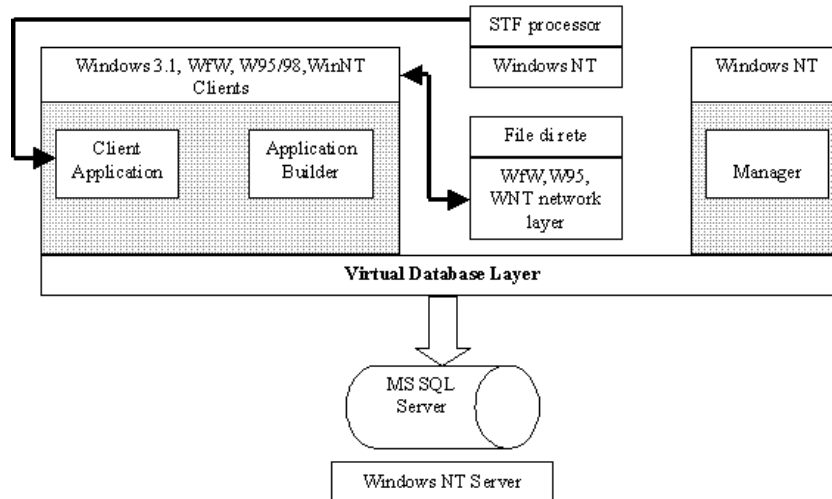 STF processor
Windows NT
Windows 3.1, WfW, W95/98,WinNT
Clients
Windows NT
Client
Application
Application
Builder
File di rete
WfW,W95,
WNT network
layer
Manager
Virtual Database Layer
MS SQL
Server
Windows NT Server